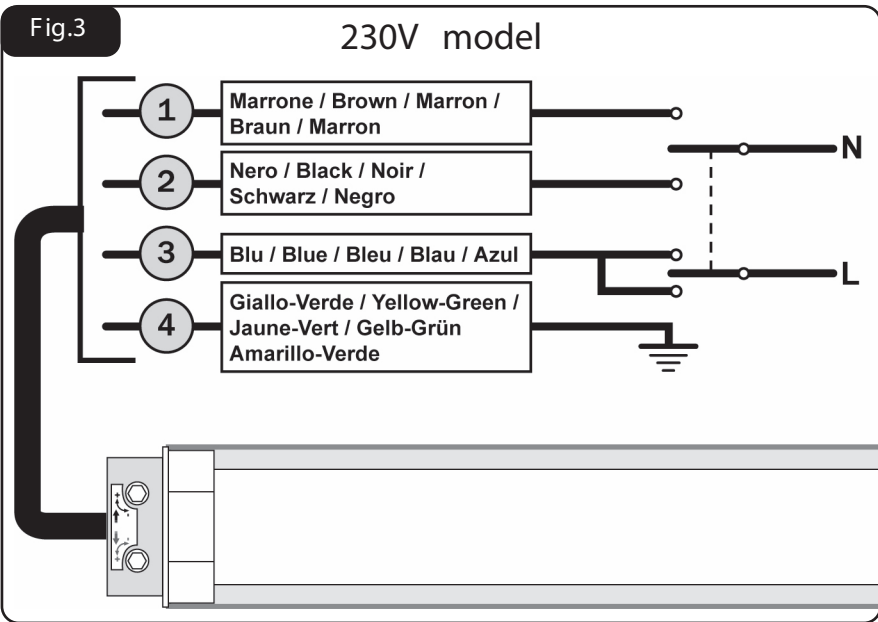 Fig.3
230V model
1
Marrone / Brown / Marron /
Braun / Marron
N
2
Nero / Black / Noir /
Schwarz / Negro
3
Blu / Blue / Bleu / Blau / Azul
L
4
Giallo-Verde / Yellow-Green /
Jaune-Vert / Gelb-Grün
Amarillo-Verde